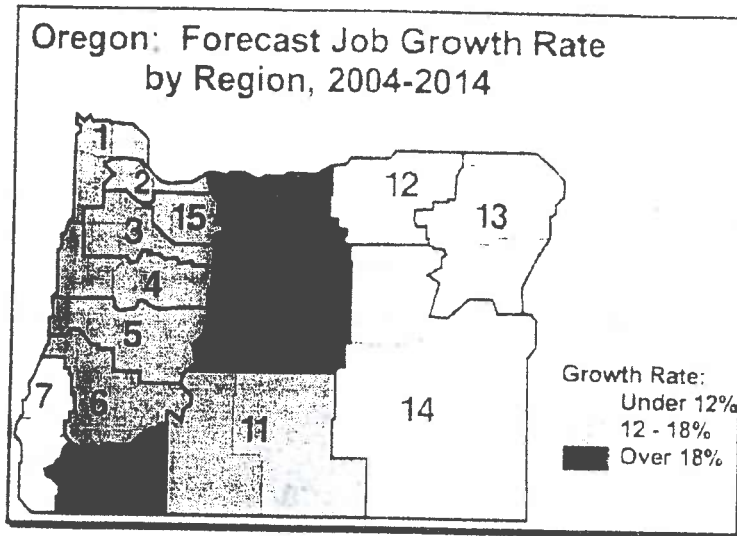 Oregon: Forecast Job Growth Rate
by Region, 2004-2014
1
2
12
13
15
3
4
5
7
6
11
14
Growth Rate:
Under 12%
12 - 18%
Over 18%